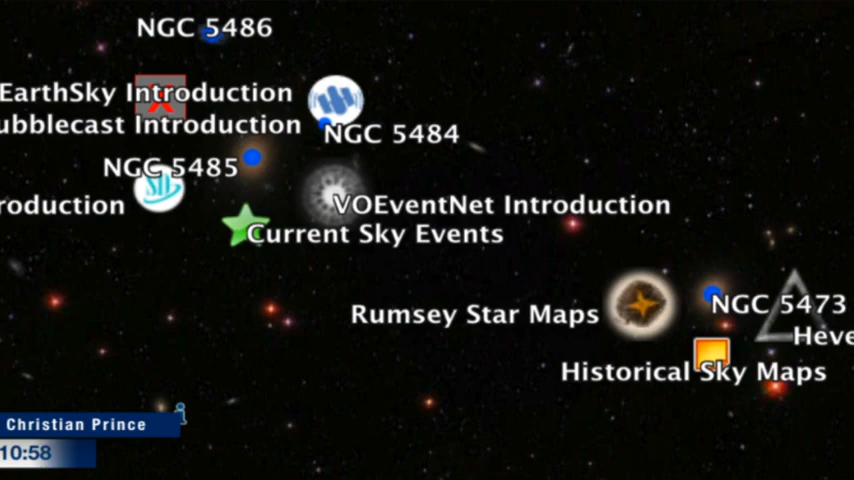 NGC 5486
EarthSky Introduction
ubblecast Introduction
NGC 5484
NGC 5485
roduction
VOEventNet Introduction
Current Sky Events
Rumsey Star Maps
NGC 5473
Heve
Historical Sky Maps
Christian Prince
10:58